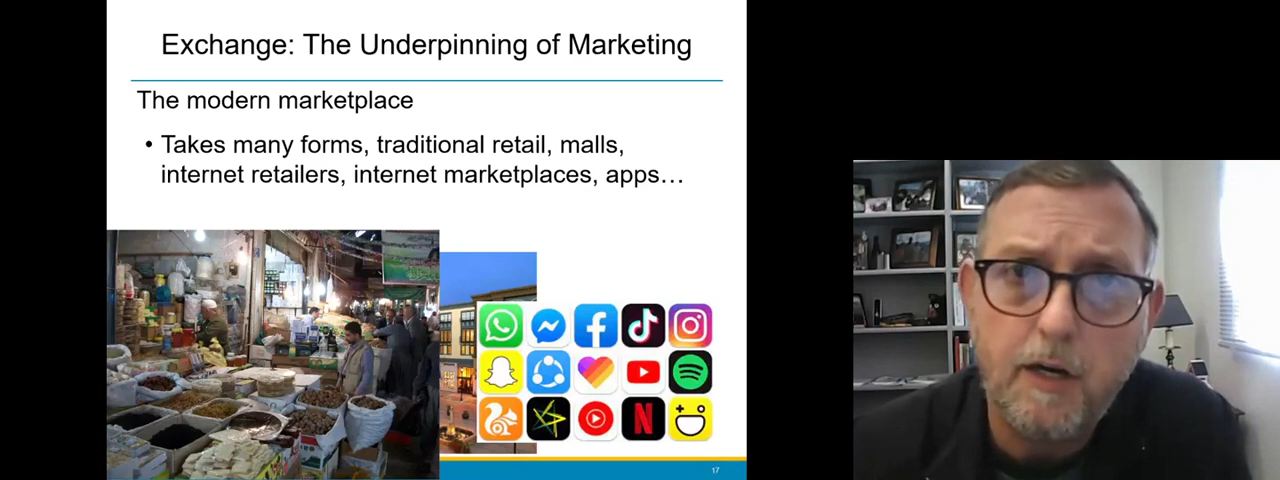 Exchange: The Underpinning of Marketing
The modern marketplace
• Takes many forms, traditional retail, malls,
internet retailers, internet marketplaces, apps…
17